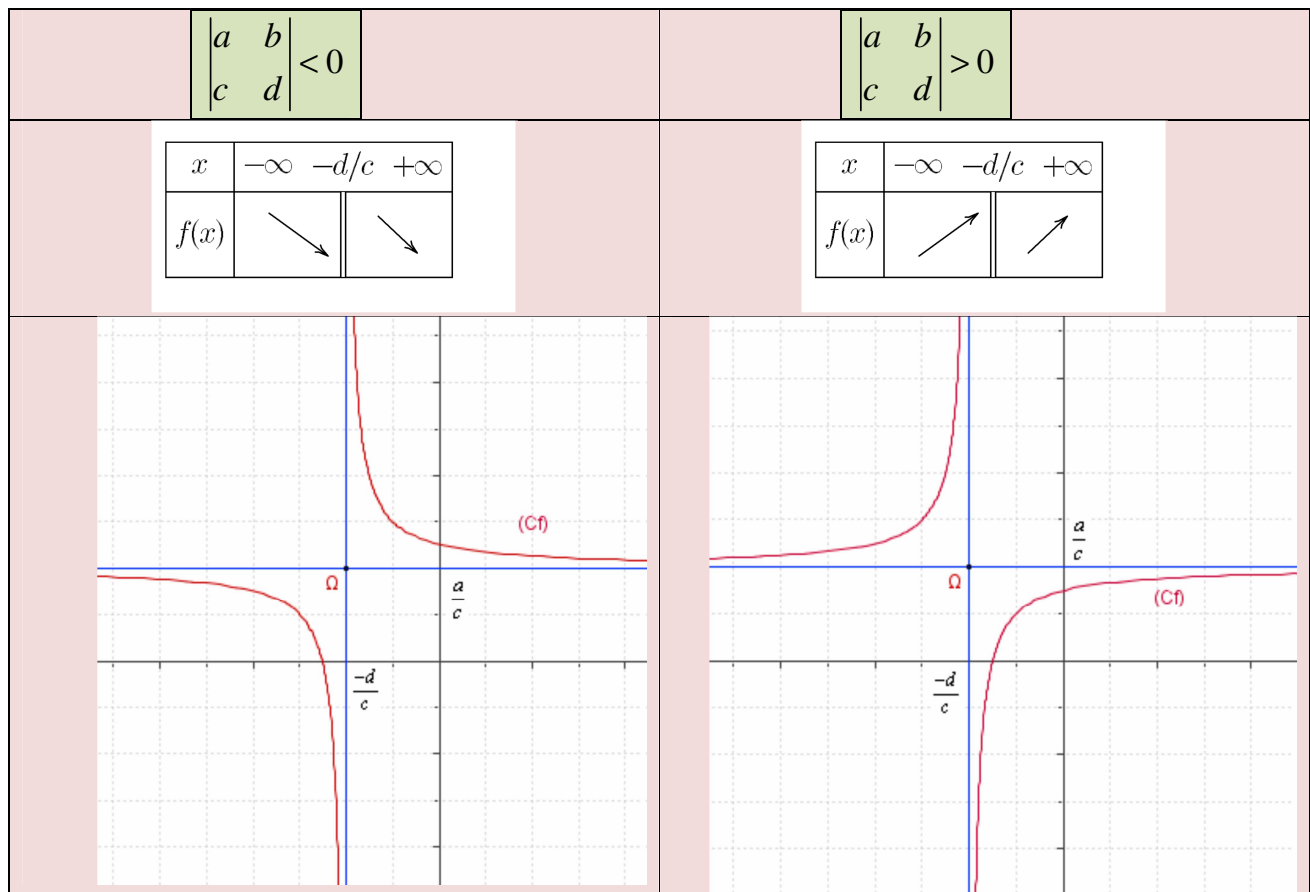 |a b|
|c d| < 0
x −∞ −d/c +∞
f(x)
(Cf)
Ω
a/c
−d/c
|a b|
|c d| > 0
x −∞ −d/c +∞
f(x)
a/c
Ω
(Cf)
−d/c